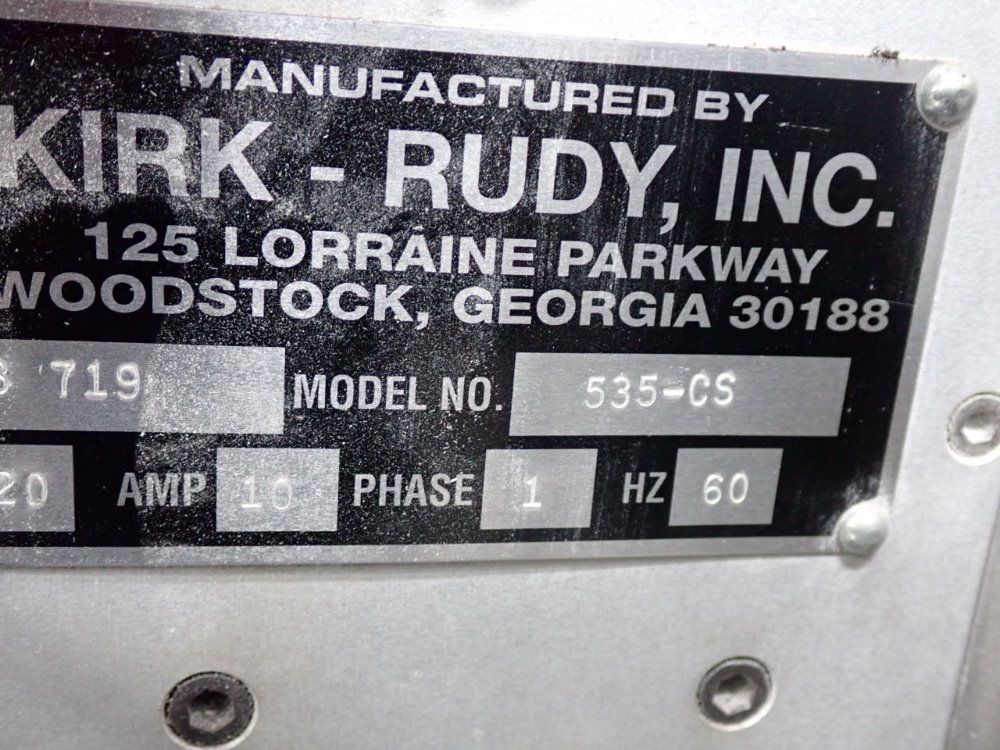 MANUFACTURED BY
KIRK - RUDY, INC.
125 LORRAINE PARKWAY
WOODSTOCK, GEORGIA 30188
719 MODEL NO. 535-CS
20 AMP 10 PHASE 1 HZ 60